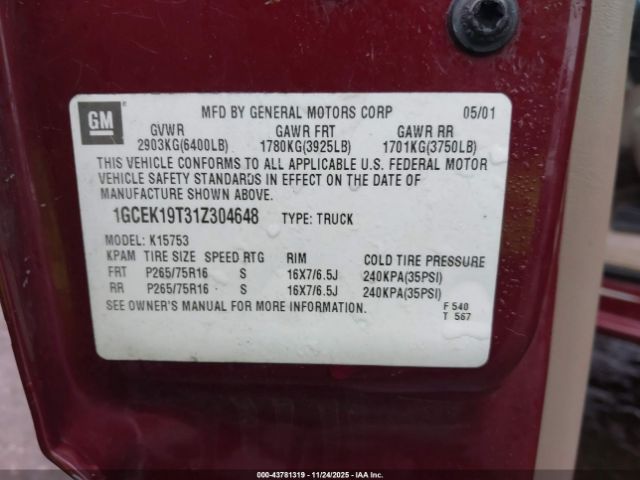 GM
MFD BY GENERAL MOTORS CORP 05/01
GVWR GAWR FRT GAWR RR
2903KG(6400LB) 1780KG(3925LB) 1701KG(3750LB)
THIS VEHICLE CONFORMS TO ALL APPLICABLE U.S. FEDERAL MOTOR
VEHICLE SAFETY STANDARDS IN EFFECT ON THE DATE OF
MANUFACTURE SHOWN ABOVE.
1GCEK19T31Z304648 TYPE: TRUCK
MODEL: K15753
KPAM TIRE SIZE SPEED RTG RIM COLD TIRE PRESSURE
FRT P265/75R16 S 16X7/6.5J 240KPA(35PSI)
RR P265/75R16 S 16X7/6.5J 240KPA(35PSI)
SEE OWNER'S MANUAL FOR MORE INFORMATION.
F 540
T 567
000-43781319 - 11/24/2025 - IAAI.COM